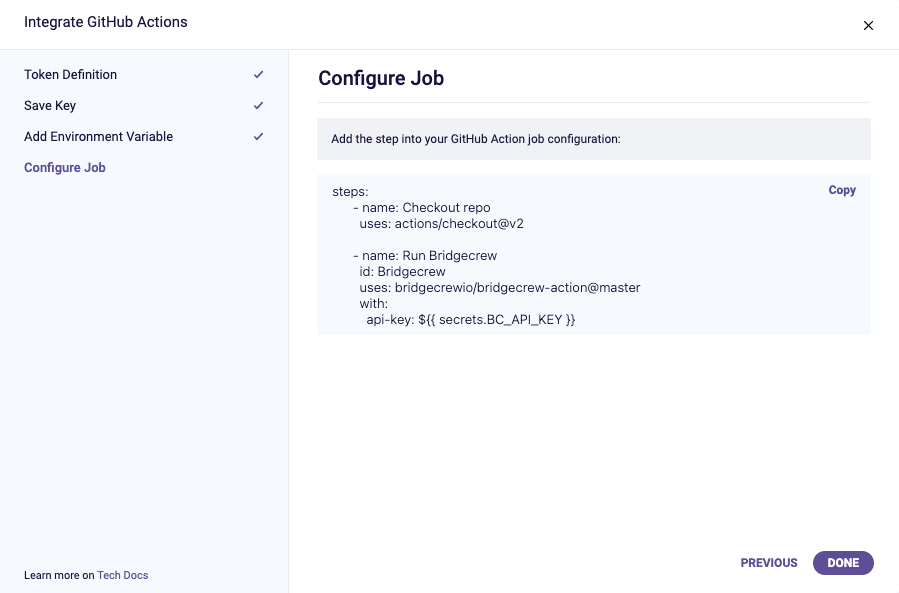 Integrate GitHub Actions
Token Definition
Save Key
Add Environment Variable
Configure Job
Learn more on Tech Docs
Configure Job
Add the step into your GitHub Action job configuration:
Copy
steps:
- name: Checkout repo
uses: actions/checkout@v2
- name: Run Bridgecrew
id: Bridgecrew
uses: bridgecrewio/bridgecrew-action@master
with:
api-key: ${{ secrets.BC_API_KEY }}
PREVIOUS
DONE